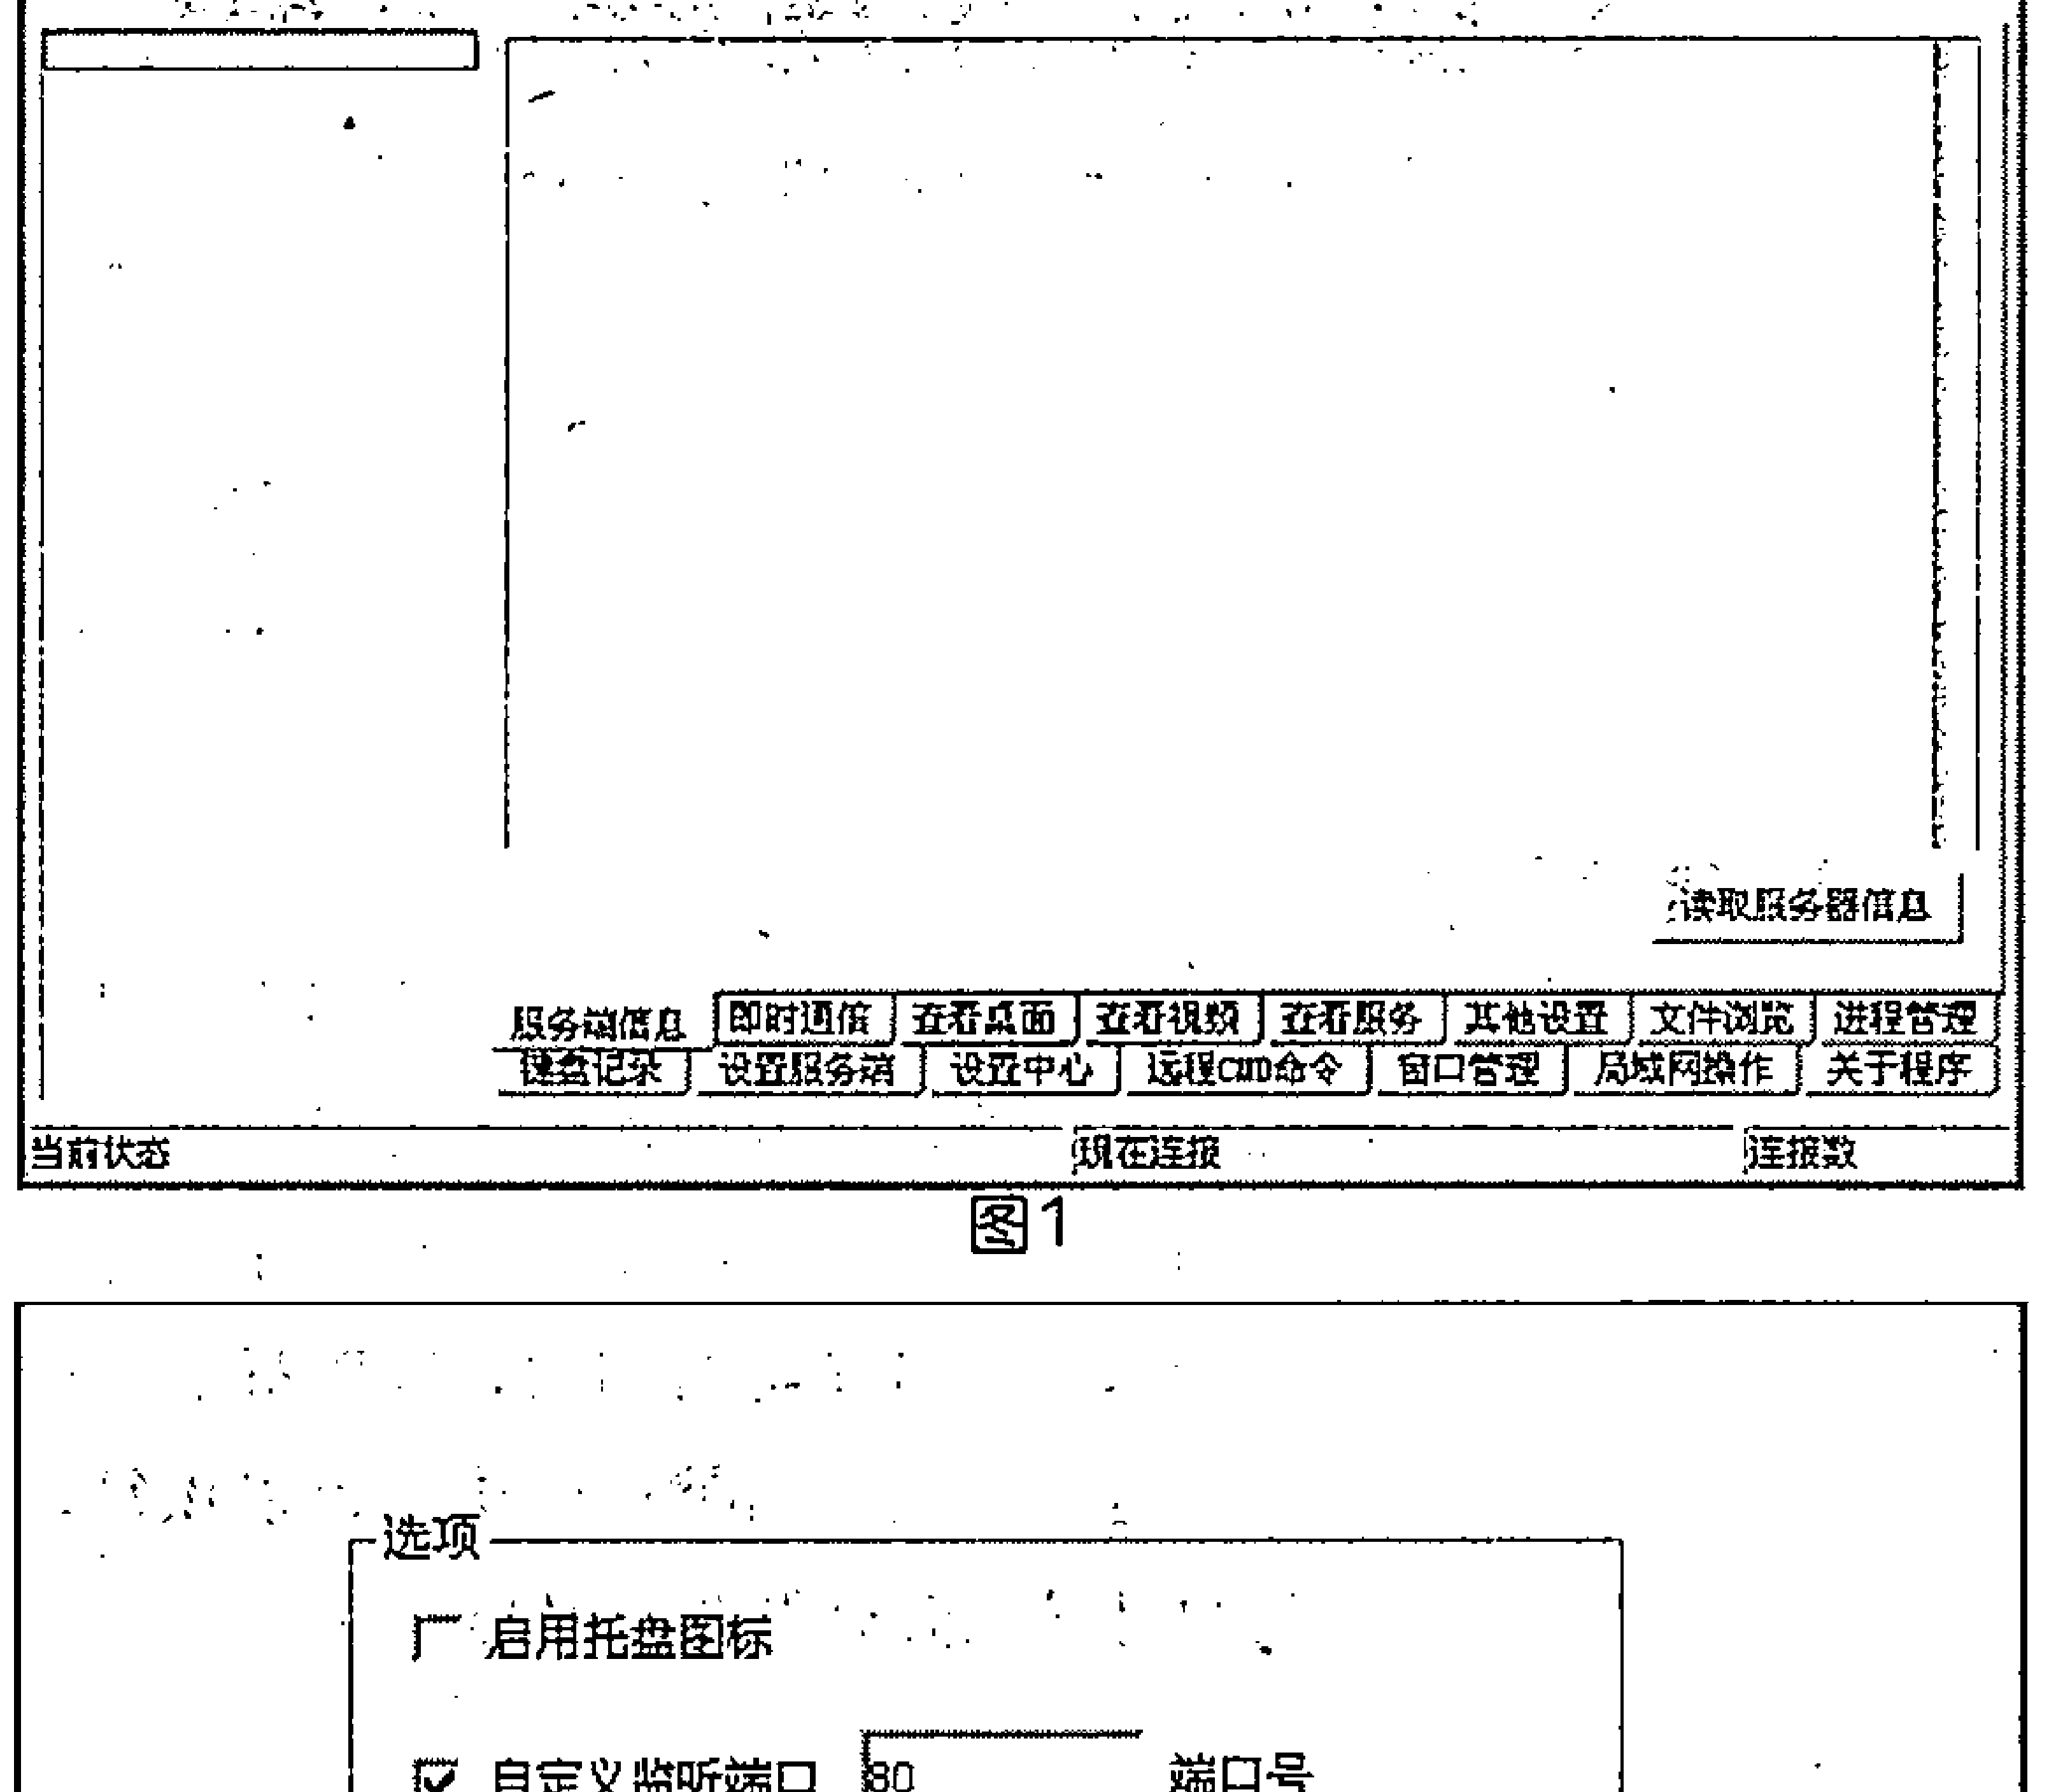 读取服务器信息
服务端信息 即时通信 查看桌面 查看视频 查看服务 其他设置 文件浏览 进程管理
键盘记录 设置服务端 设置中心 远程CMD命令 窗口管理 局域网操作 关于程序
当前状态 现在连接 连接数
图1
选项
启用托盘图标
自定义监听端口 80 端口号